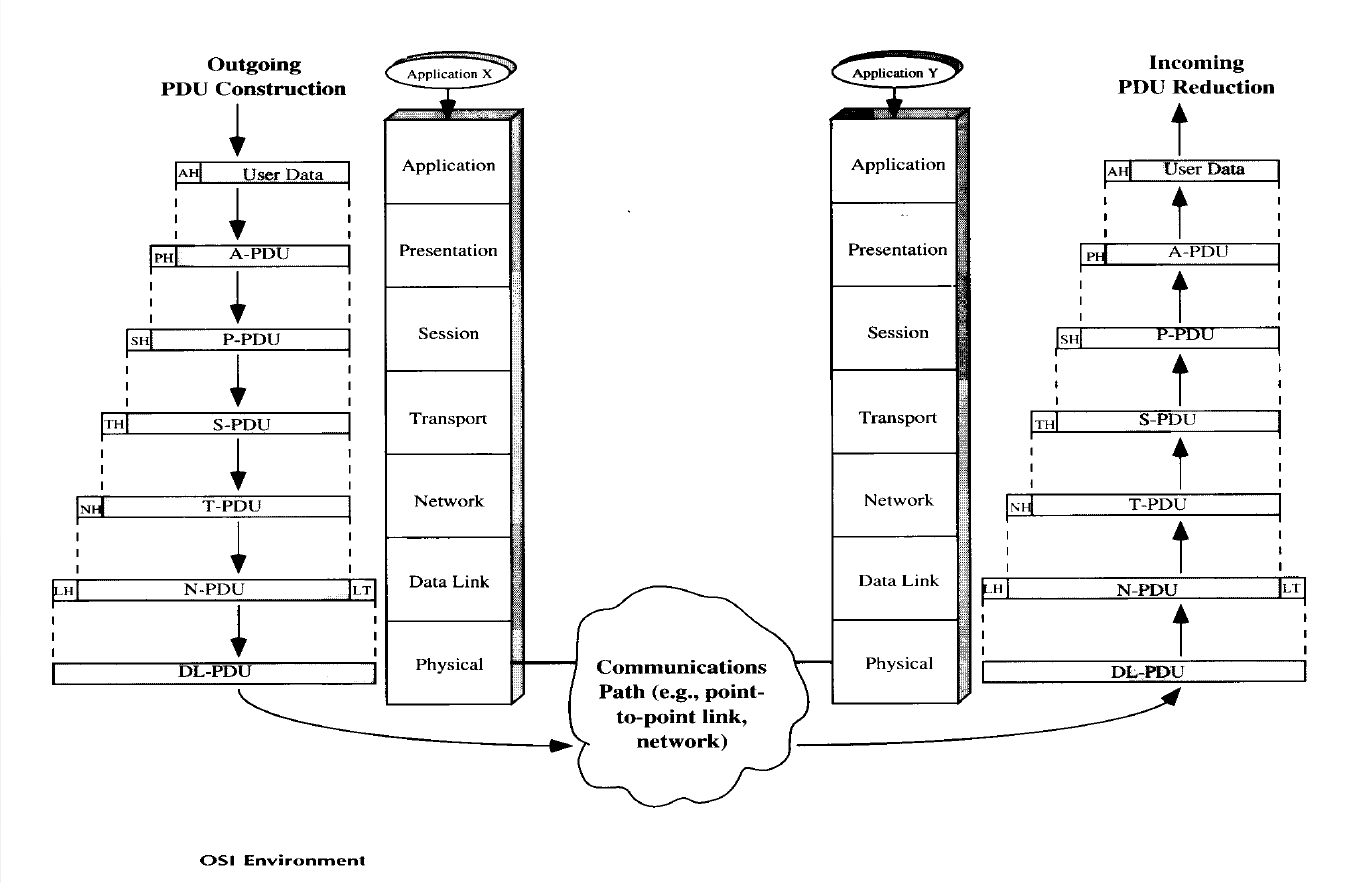 Outgoing
PDU Construction
AH User Data
PH A-PDU
SH P-PDU
TH S-PDU
NH T-PDU
LH N-PDU LT
DL-PDU
Application X
Application
Presentation
Session
Transport
Network
Data Link
Physical
Communications
Path (e.g., point-
to-point link,
network)
Application Y
Application
Presentation
Session
Transport
Network
Data Link
Physical
Incoming
PDU Reduction
AH User Data
PH A-PDU
SH P-PDU
TH S-PDU
NH T-PDU
LH N-PDU LT
DL-PDU
OSI Environment